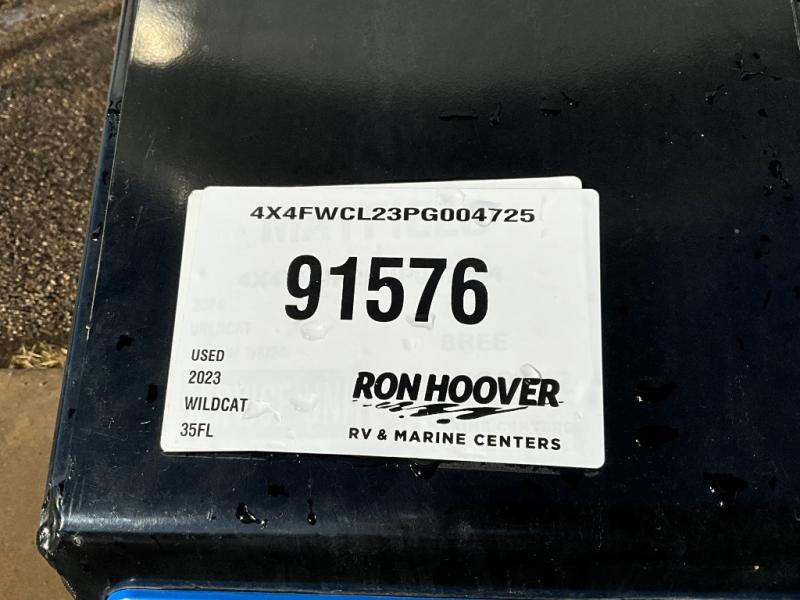 4X4FWCL23PG004725
91576
USED
2023
WILDCAT
35FL
RON HOOVER
RV & MARINE CENTERS